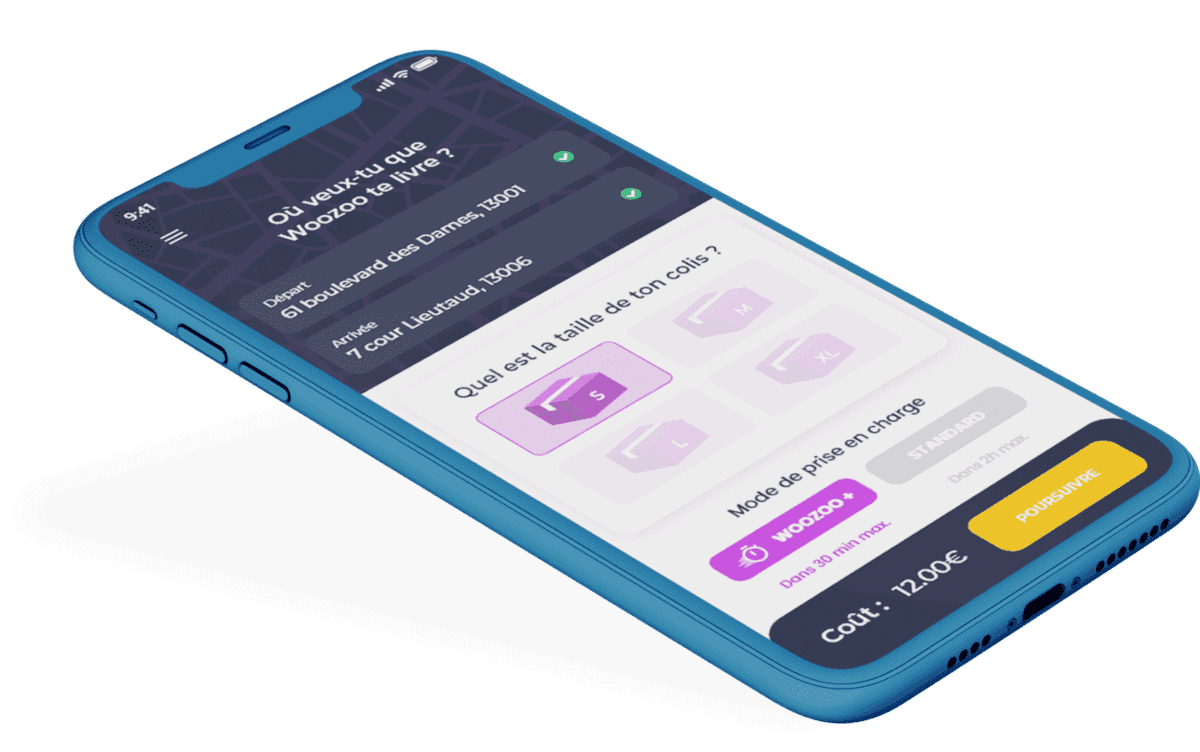 9:41
Où veux-tu que
Woozoo te livre ?
Départ
61 boulevard des Dames, 13001
Arrivée
7 cour Lieutaud, 13006
Quel est la taille de ton colis ?
S
M
L
XL
Mode de prise en charge
WOOZOO+
STANDARD
Dans 30 min max.
Dans 2h max.
Coût : 12.00€
POURSUIVRE